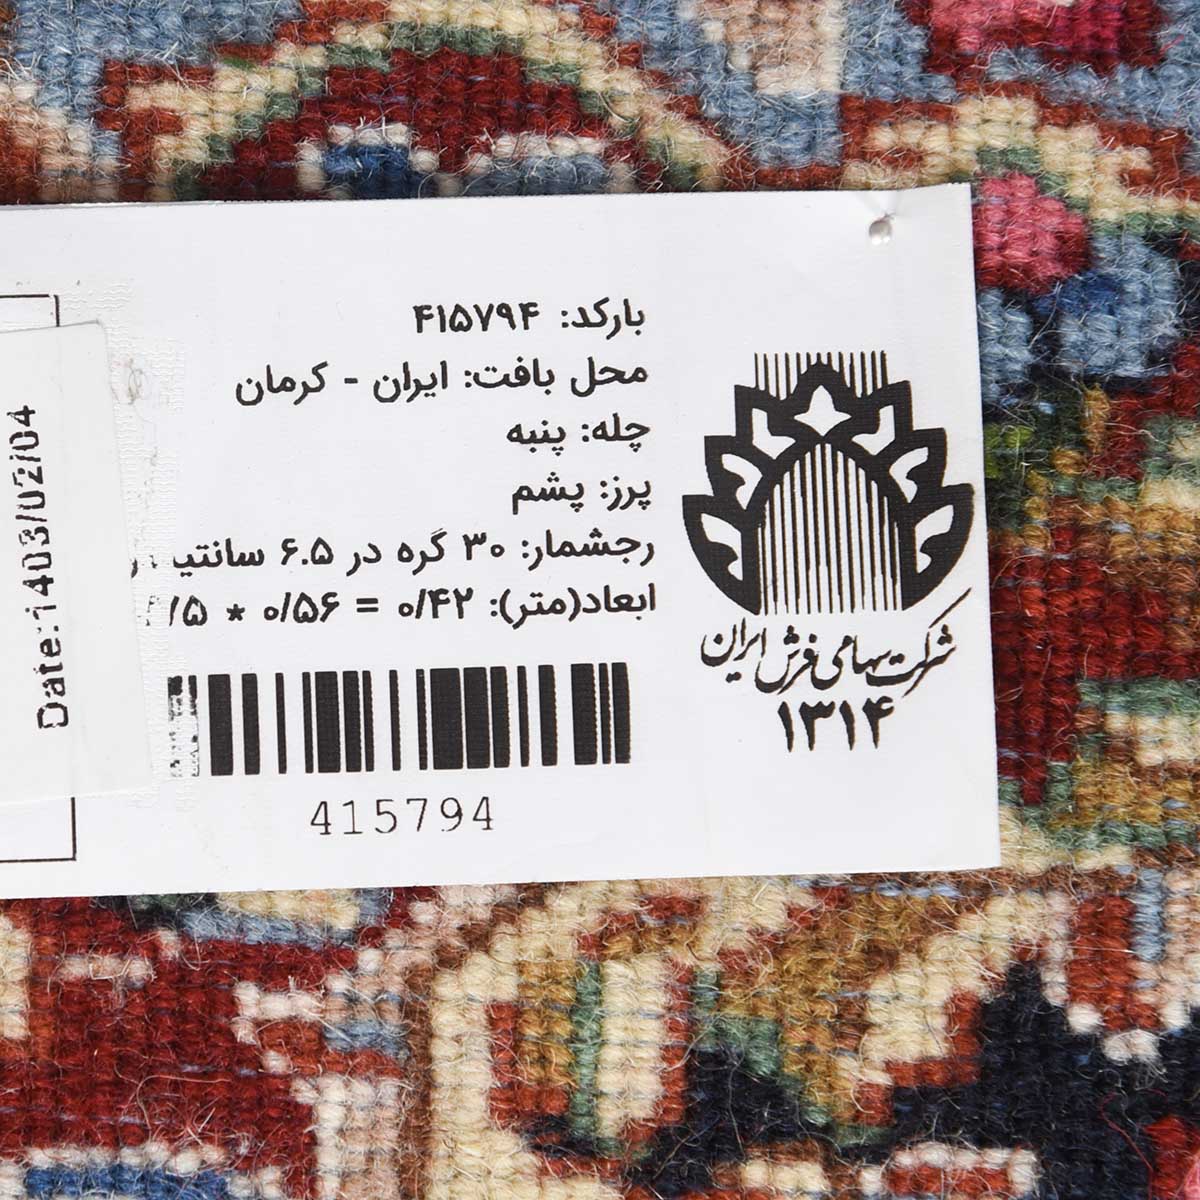 بارکد: ۴۱۵۷۹۴
محل بافت: ایران - کرمان
چله: پنبه
پرز: پشم
رجشمار: ۳۰ گره در ۶.۵
ابعاد(متر): ۰/۴۲ = ۰/۵۶ *
415794
شرکت سهامی فرش ایران
۱۳۱۴
Date:1403/02/04